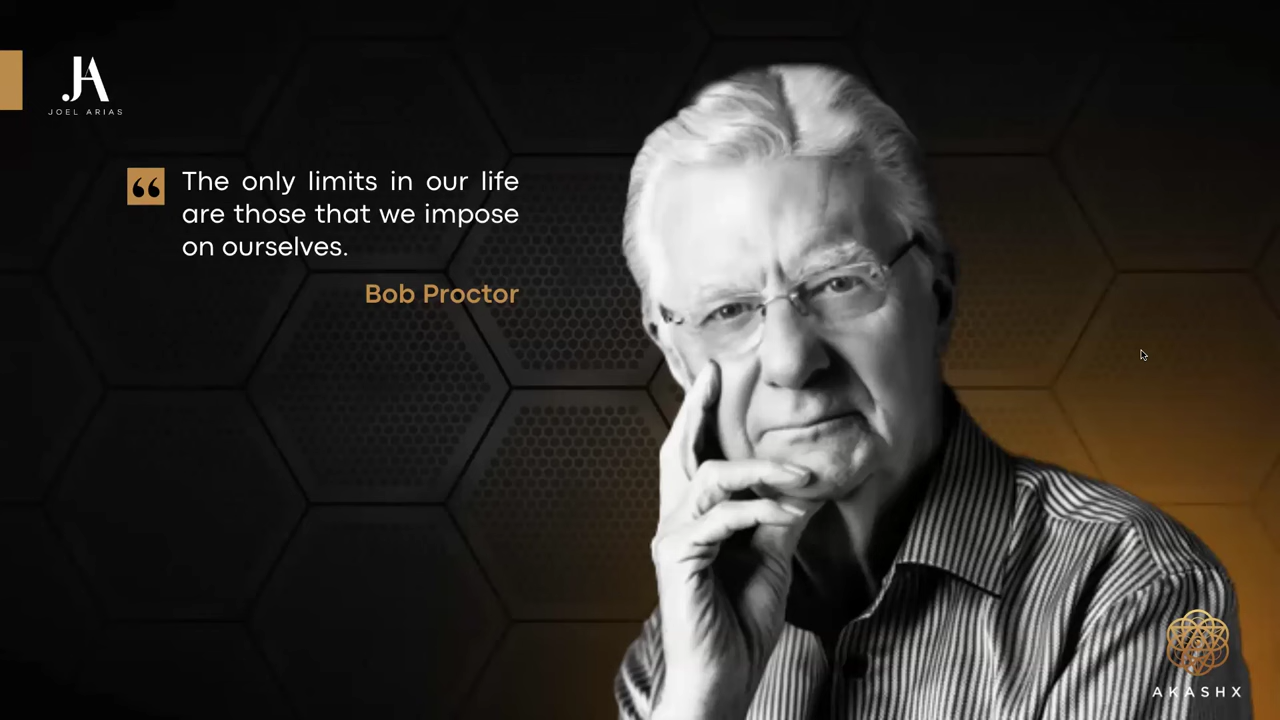 JA
JOEL ARIAS
“
The only limits in our life
are those that we impose
on ourselves.
Bob Proctor
AKASHX